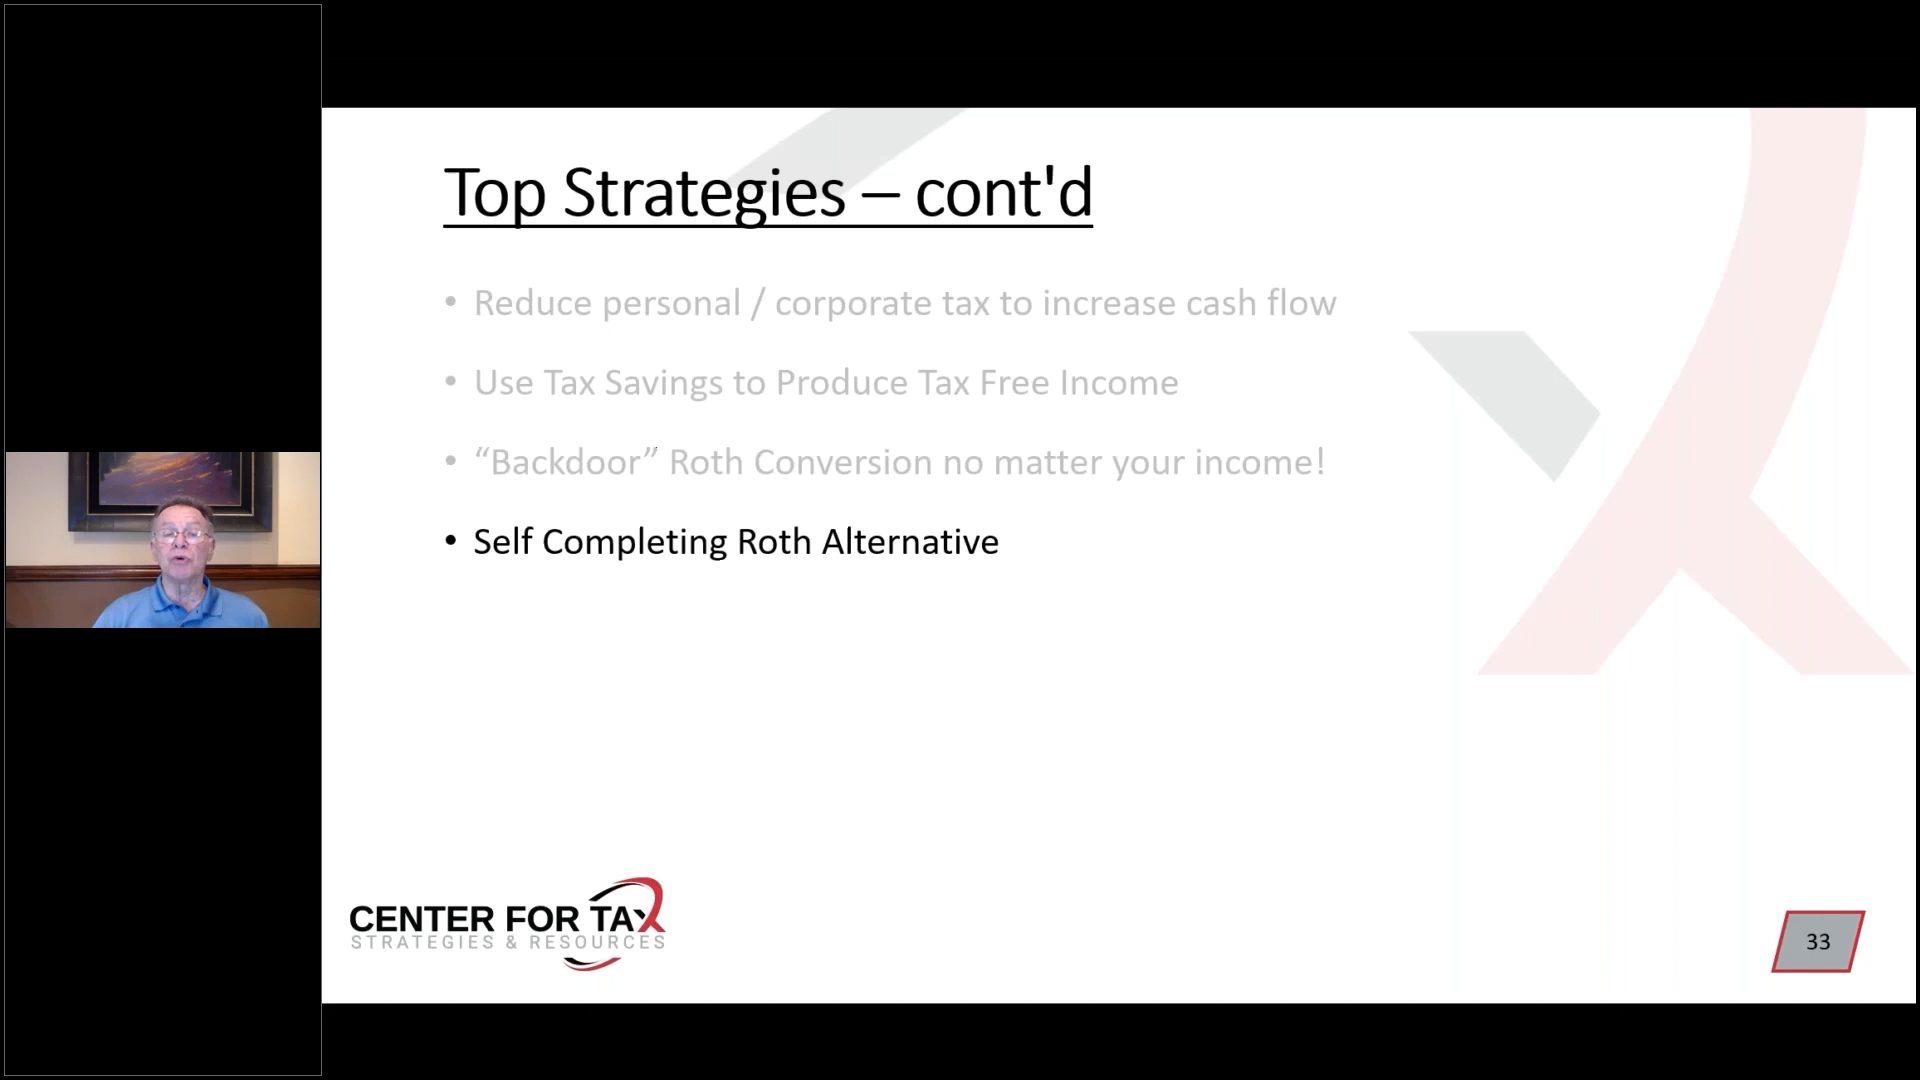 Top Strategies – cont'd
• Reduce personal / corporate tax to increase cash flow
• Use Tax Savings to Produce Tax Free Income
• “Backdoor” Roth Conversion no matter your income!
• Self Completing Roth Alternative
CENTER FOR TAX
STRATEGIES & RESOURCES
33